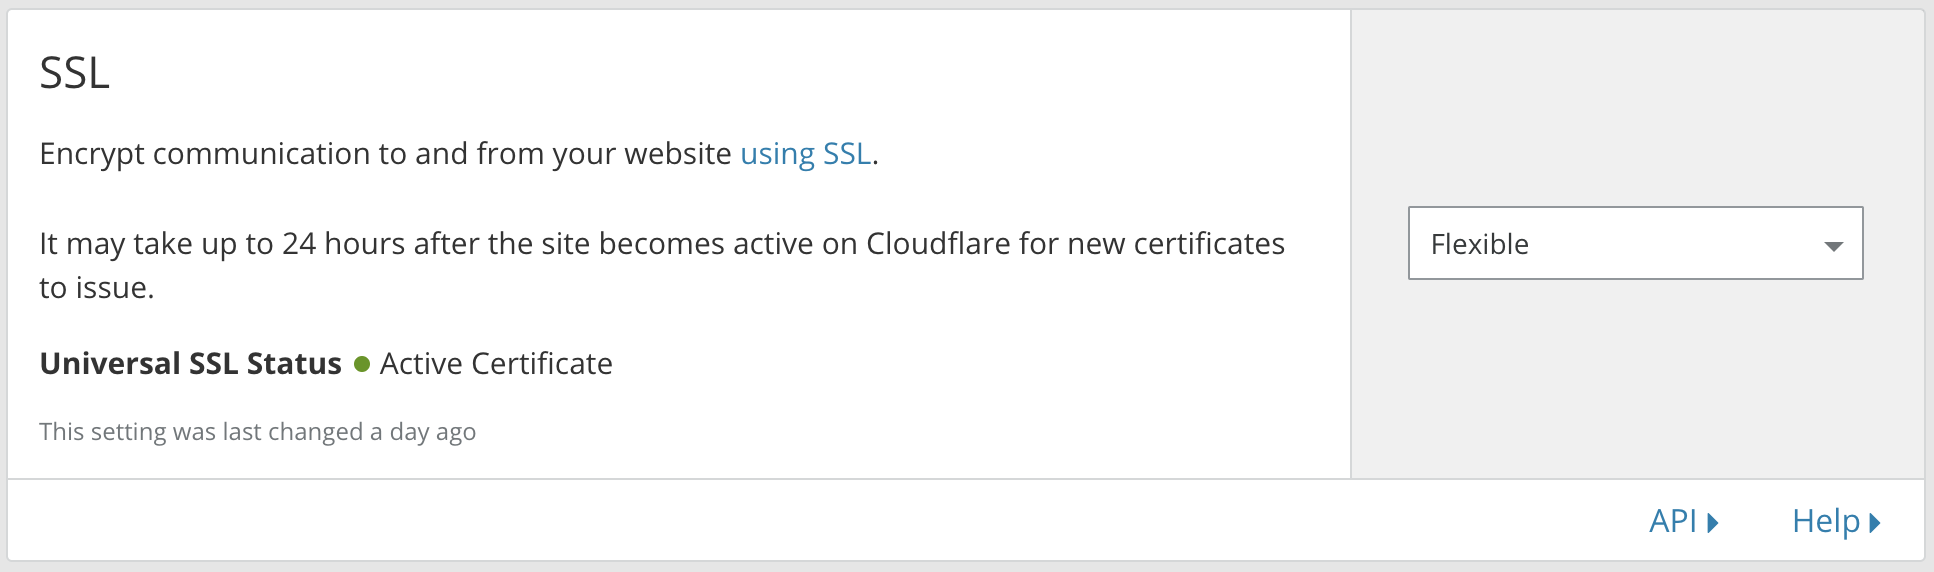 SSL
Encrypt communication to and from your website using SSL.
It may take up to 24 hours after the site becomes active on Cloudflare for new certificates
to issue.
Flexible
Universal SSL Status Active Certificate
This setting was last changed a day ago
API Help